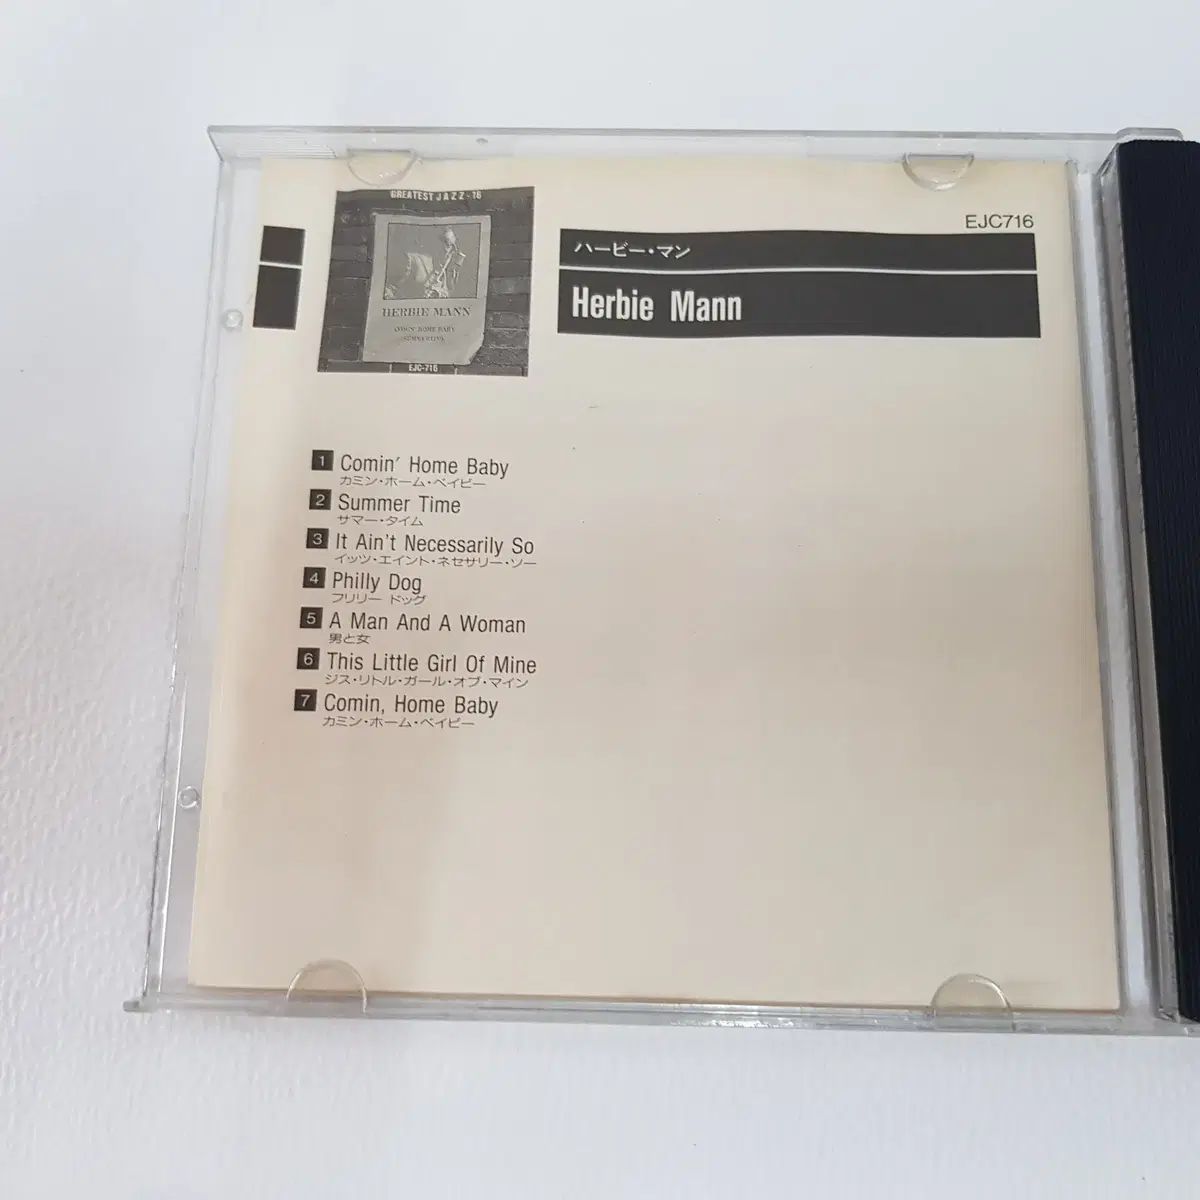 GREATEST JAZZ-16
HERBIE MANN
COMIN' HOME BABY
SUMMERTIME
EJC-716
EJC716
ハービー・マン
Herbie Mann
1 Comin' Home Baby
カミン・ホーム・ベイビー
2 Summer Time
サマー・タイム
3 It Ain't Necessarily So
イッツ・エイント・ネセサリー・ソー
4 Philly Dog
フリリー ドッグ
5 A Man And A Woman
男と女
6 This Little Girl Of Mine
ジス・リトル・ガール・オブ・マイン
7 Comin, Home Baby
カミン・ホーム・ベイビー